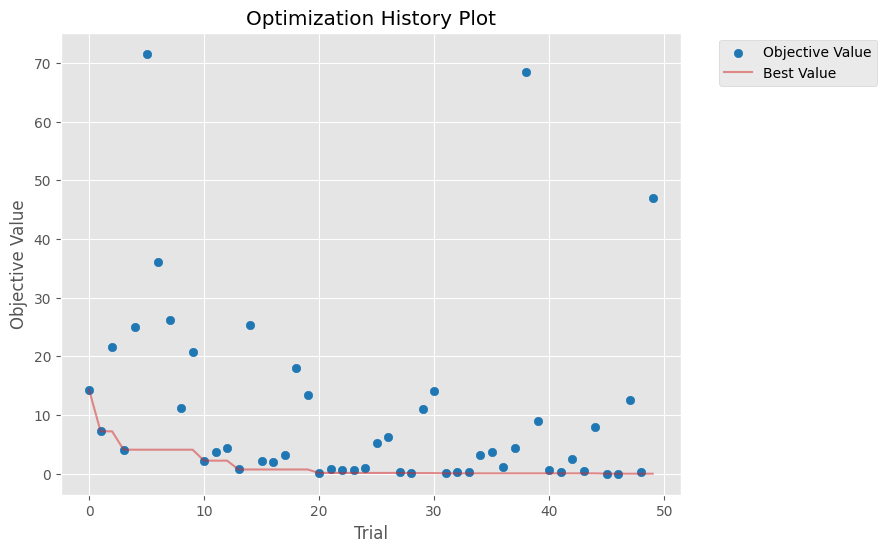 Optimization History Plot
Objective Value
Best Value
Objective Value
70
60
50
40
30
20
10
0
0 10 20 30 40 50
Trial